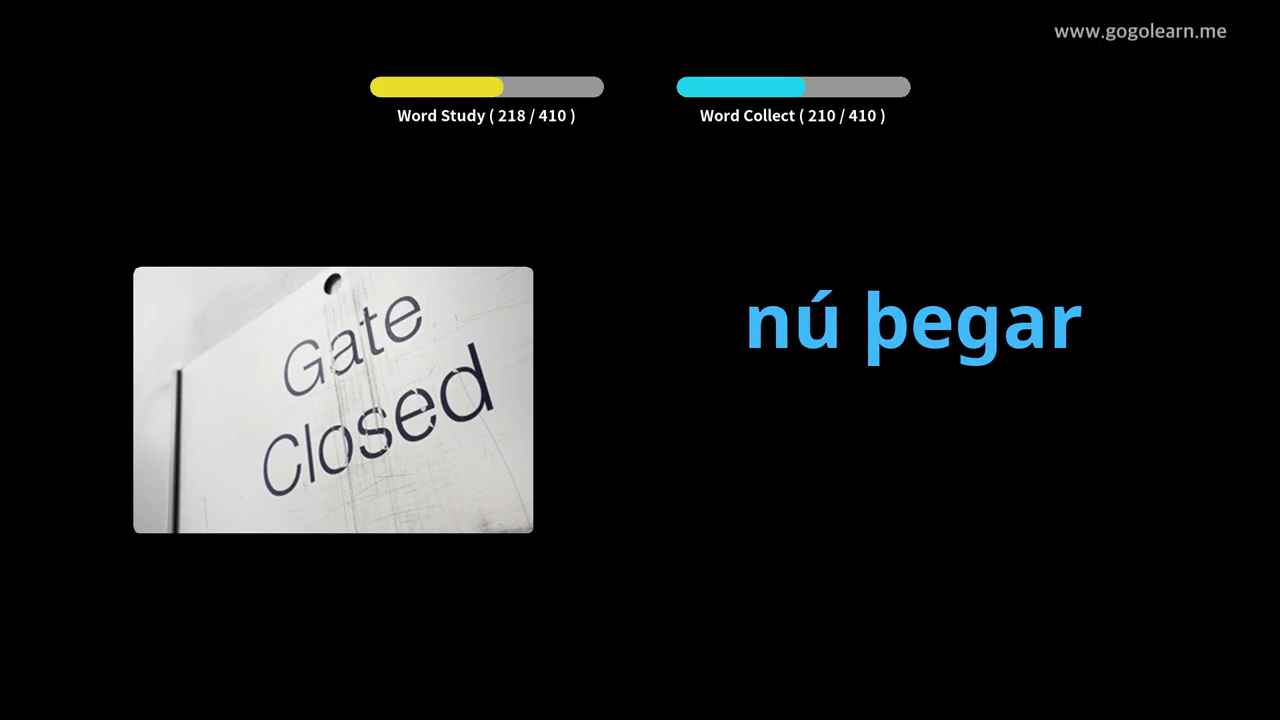 www.gogolearn.me
Word Study ( 218 / 410 )
Word Collect ( 210 / 410 )
Gate
Closed
nú þegar